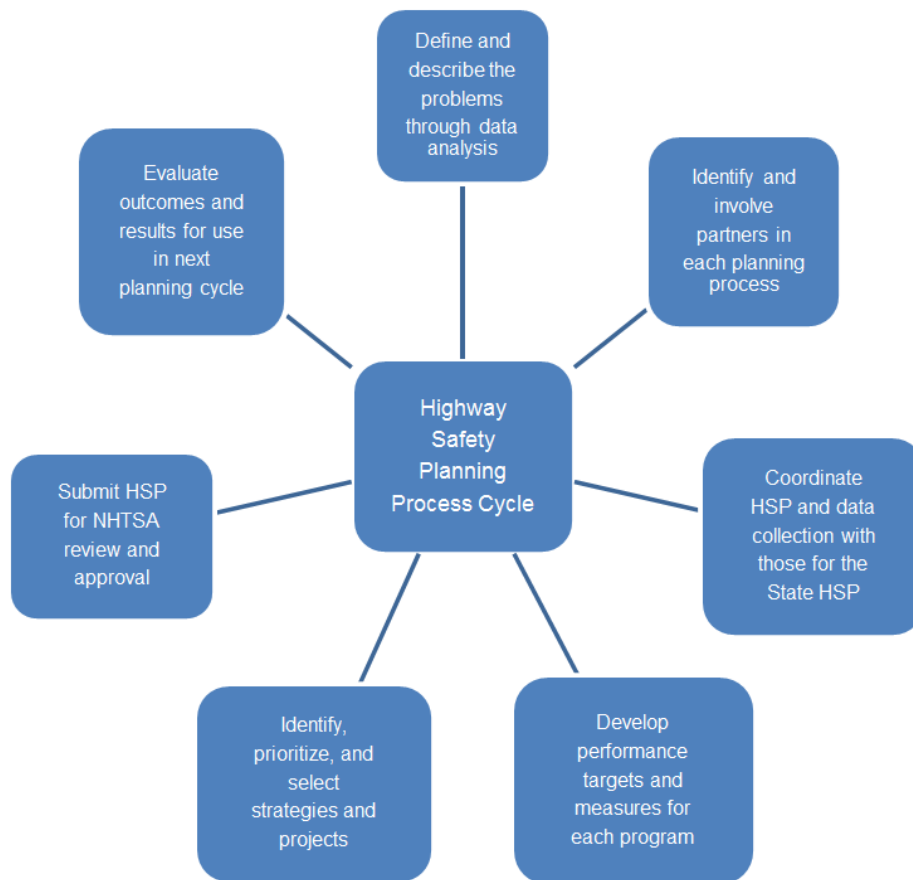 Define and
describe the
problems
through data
analysis
Identify and
involve
partners in
each planning
process
Coordinate
HSP and data
collection with
those for the
State HSP
Develop
performance
targets and
measures for
each program
Identify,
prioritize, and
select
strategies and
projects
Submit HSP
for NHTSA
review and
approval
Evaluate
outcomes and
results for use
in next
planning cycle
Highway
Safety
Planning
Process Cycle